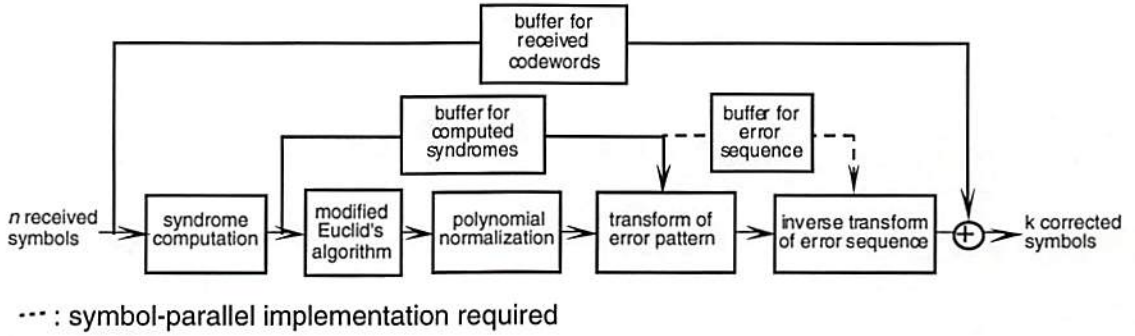 buffer for
received
codewords
buffer for
computed
syndromes
buffer for
error
sequence
n received
symbols
syndrome
computation
modified
Euclid's
algorithm
polynomial
normalization
transform of
error pattern
inverse transform
of error sequence
+
k corrected
symbols
--- : symbol-parallel implementation required